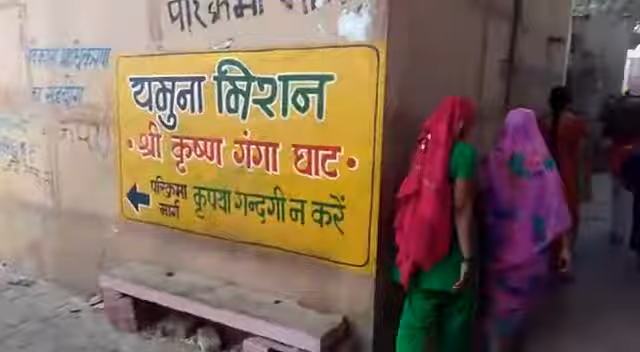 परिक्रमा मार्ग
यमुना मिशन
श्री कृष्ण गंगा घाट
परिक्रमा मार्ग कृपया गन्दगी न करें